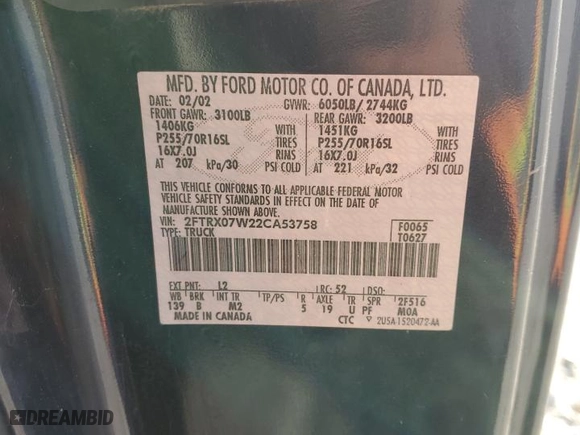 MFD. BY FORD MOTOR CO. OF CANADA, LTD.
DATE: 02/02 GVWR: 6050LB/ 2744KG
FRONT GAWR: 3100LB REAR GAWR: 3200LB
1406KG WITH 1451KG WITH
P255/70R16SL TIRES P255/70R16SL TIRES
16X7.0J RIMS 16X7.0J RIMS
AT 207 kPa/30 PSI COLD AT 221 kPa/32 PSI COLD
THIS VEHICLE CONFORMS TO ALL APPLICABLE FEDERAL MOTOR
VEHICLE SAFETY STANDARDS IN EFFECT ON THE DATE OF
MANUFACTURE SHOWN ABOVE.
VIN: 2FTRX07W22CA53758 F0065
TYPE: TRUCK T0627
EXT PNT: L2 RC: 52 DSO:
WB BRK INT TR TP/PS R AXLE TR SPR 2F516
139 B M2 5 19 U PF M0A
MADE IN CANADA CTC 2USA-1520472-AA
DREAMBID